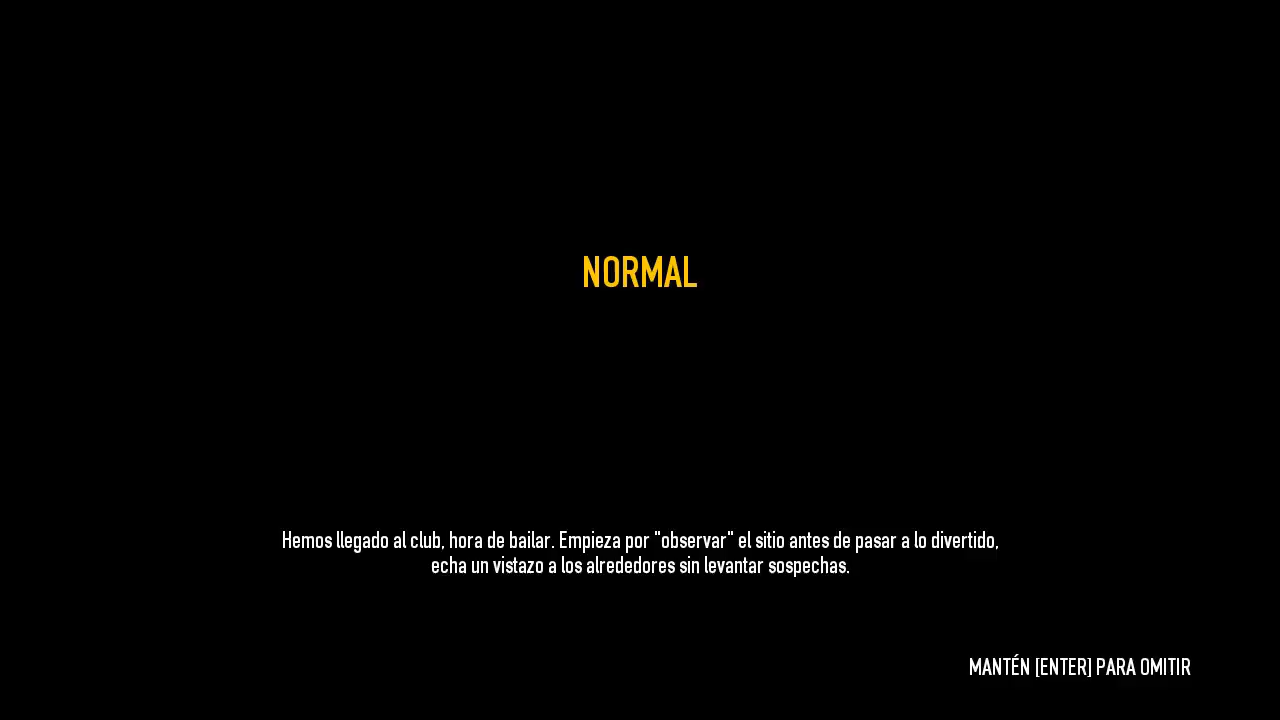 NORMAL
Hemos llegado al club, hora de bailar. Empieza por "observar" el sitio antes de pasar a lo divertido,
echa un vistazo a los alrededores sin levantar sospechas.
MANTÉN [ENTER] PARA OMITIR